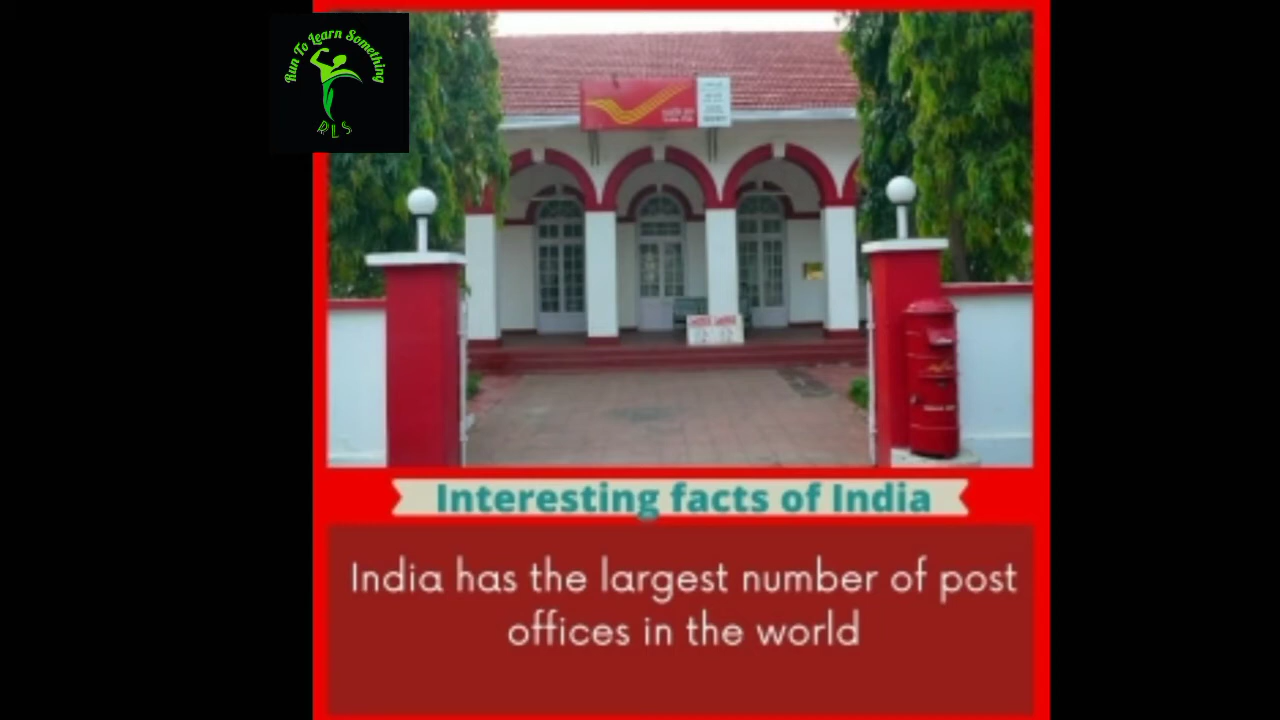 Run To Learn Something
RLS
Interesting facts of India
India has the largest number of post
offices in the world